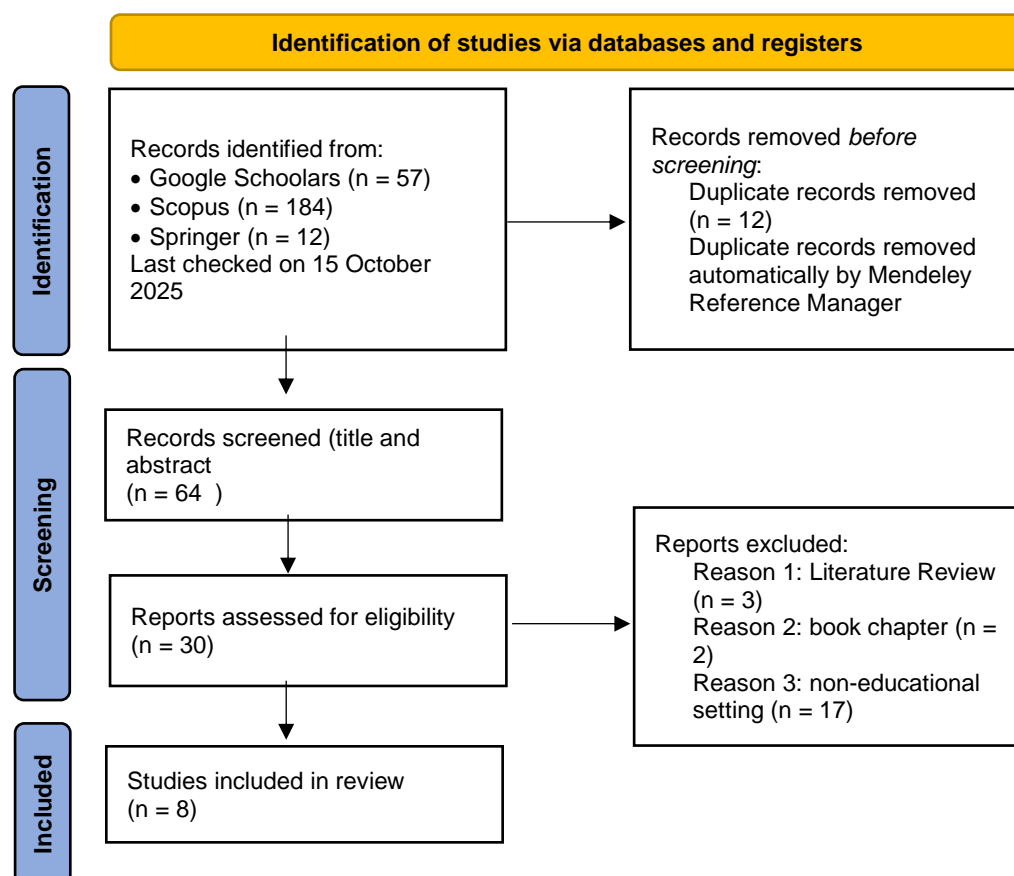 Identification of studies via databases and registers
Identification
Records identified from:
• Google Schoolars (n = 57)
• Scopus (n = 184)
• Springer (n = 12)
Last checked on 15 October
2025
Records removed before
screening:
Duplicate records removed
(n = 12)
Duplicate records removed
automatically by Mendeley
Reference Manager
Screening
Records screened (title and
abstract
(n = 64  )
Reports assessed for eligibility
(n = 30)
Reports excluded:
Reason 1: Literature Review
(n = 3)
Reason 2: book chapter (n =
2)
Reason 3: non-educational
setting (n = 17)
Included
Studies included in review
(n = 8)